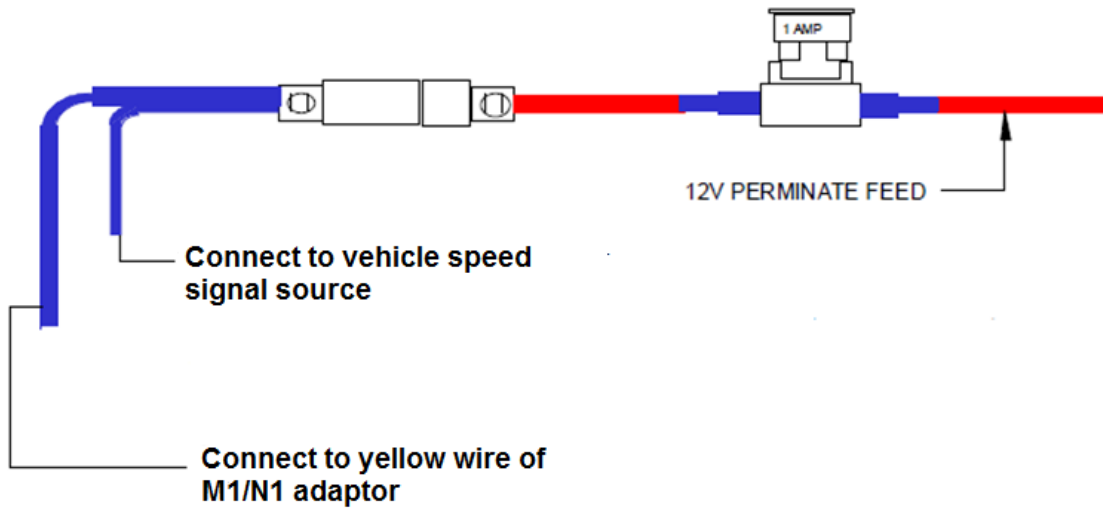 1 AMP
12V PERMINATE FEED
Connect to vehicle speed
signal source
Connect to yellow wire of
M1/N1 adaptor